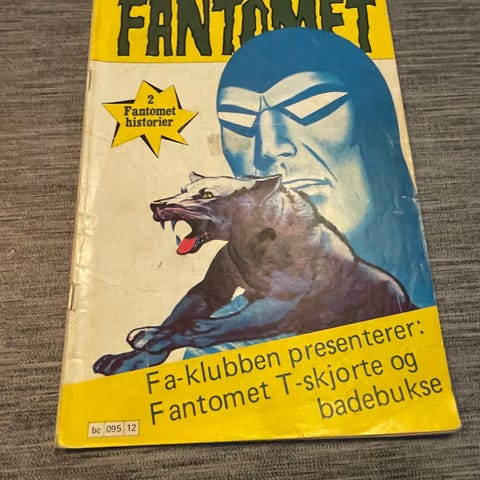 FANTOMET
2
Fantomet
historier
Fa-klubben presenterer:
Fantomet T-skjorte og
badebukse
bc 095 12